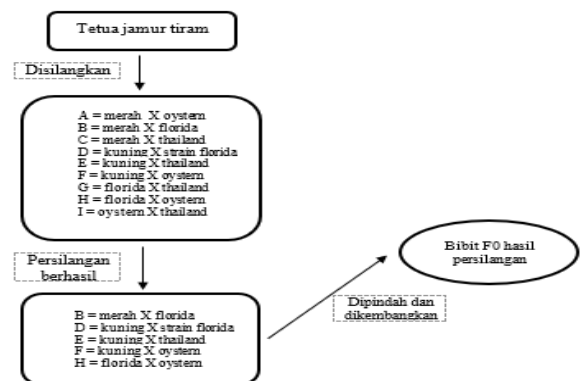 Tetua jamur tiram
Disilangkan
A = merah X oystern
B = merah X florida
C = merah X thailand
D = kuning X strain florida
E = kuning X thailand
F = kuning X oystern
G = florida X thailand
H = florida X oystern
I = oystern X thailand
Persilangan
berhasil
B = merah X florida
D = kuning X strain florida
E = kuning X thailand
F = kuning X oystern
H = florida X oystern
Dipindah dan
dikembangkan
Bibit F0 hasil
persilangan